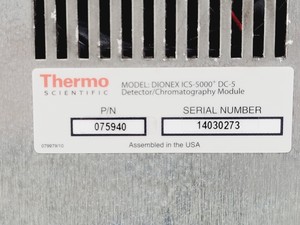 Thermo
SCIENTIFIC
MODEL: DIONEX ICS-5000+ DC-5
Detector/Chromatography Module
P/N
075940
SERIAL NUMBER
14030273
Assembled in the USA